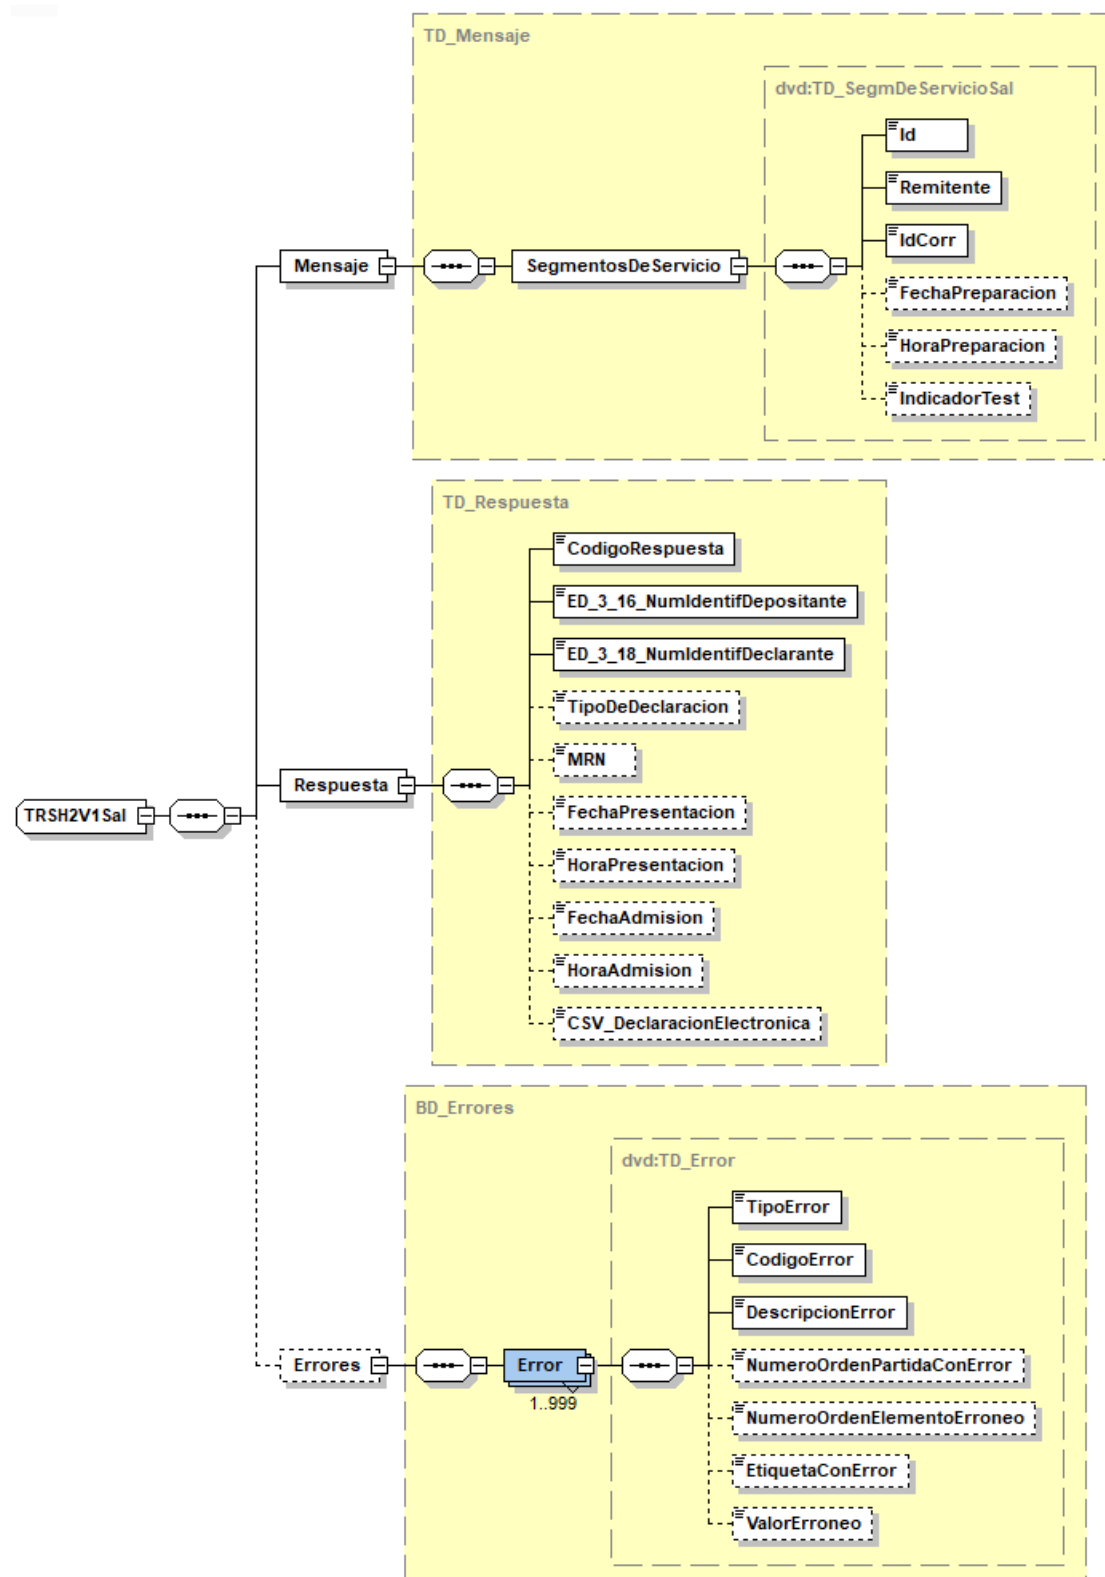 TD_Mensaje
dvd:TD_SegmDeServicioSal
Id
Remitente
IdCorr
Mensaje
SegmentosDeServicio
FechaPreparacion
HoraPreparacion
IndicadorTest
TD_Respuesta
CodigoRespuesta
ED_3_16_NumIdentifDepositante
ED_3_18_NumIdentifDeclarante
TipoDeDeclaracion
MRN
Respuesta
FechaPresentacion
TRSH2V1Sal
HoraPresentacion
FechaAdmision
HoraAdmision
CSV_DeclaracionElectronica
BD_Errores
dvd:TD_Error
TipoError
CodigoError
DescripcionError
Errores
Error
1..999
NumeroOrdenPartidaConError
NumeroOrdenElementoErroneo
EtiquetaConError
ValorErroneo